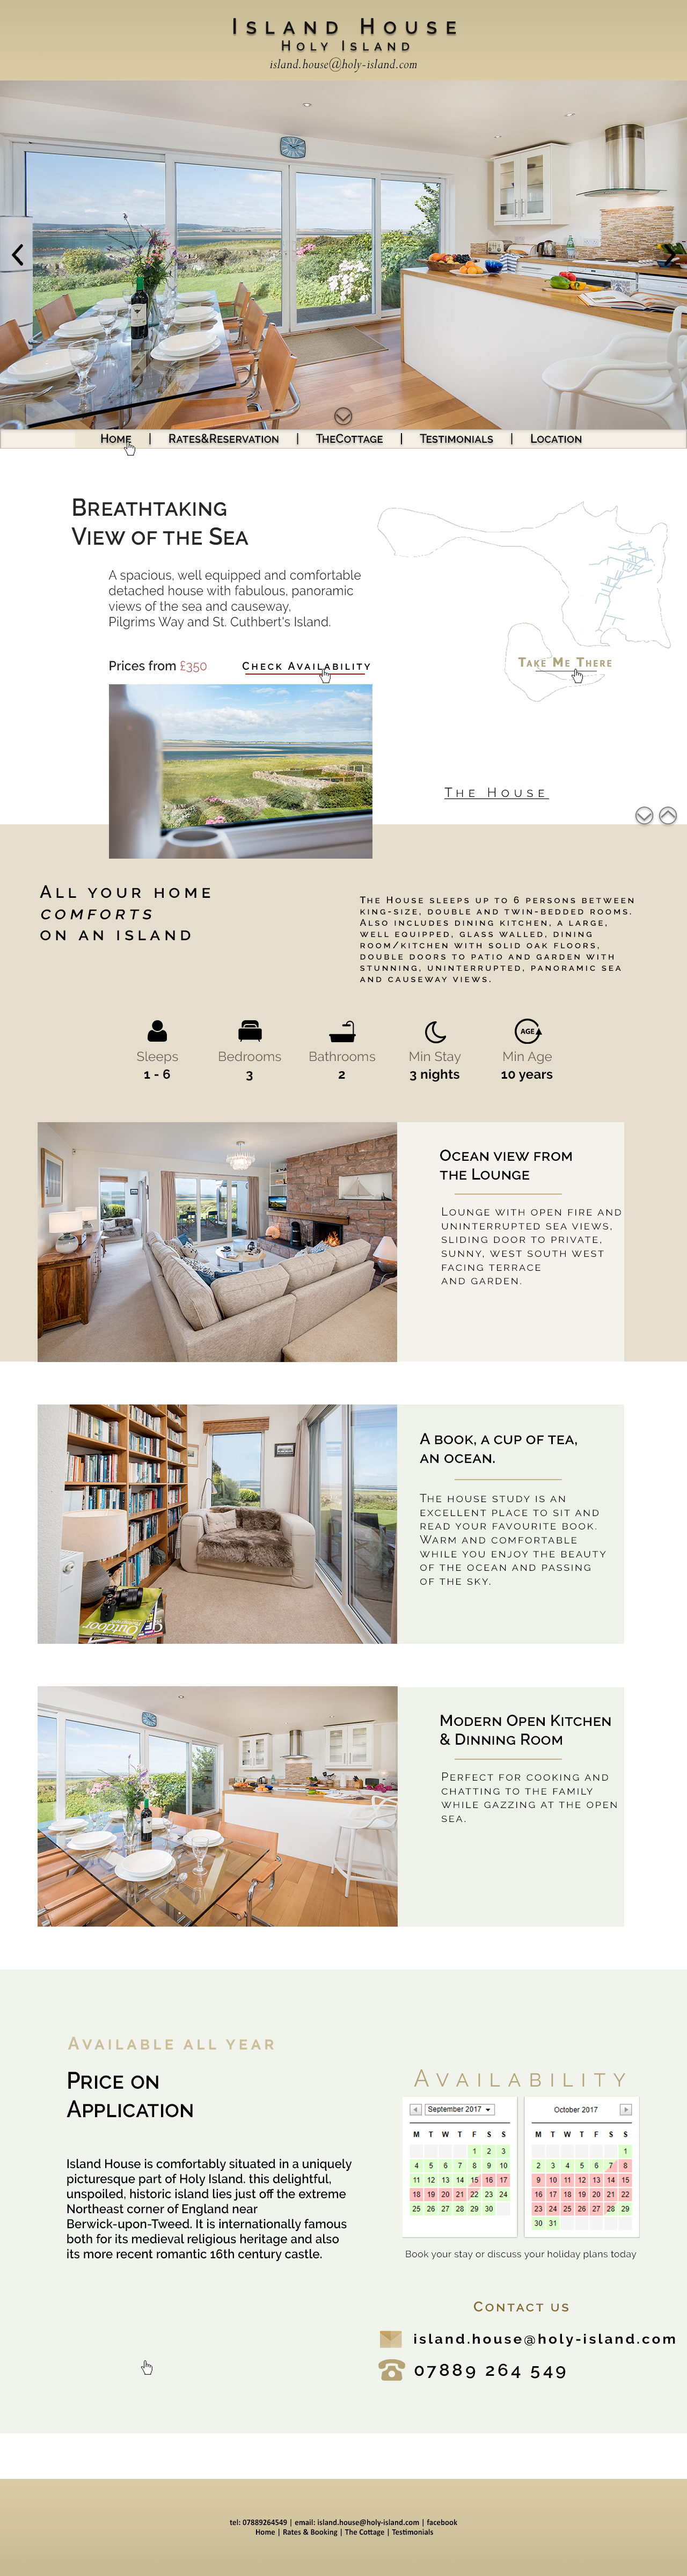 Island House
Holy Island
island.house@holy-island.com
Home | Rates&Reservation | TheCottage | Testimonials | Location
Breathtaking
View of the Sea
A spacious, well equipped and comfortable
detached house with fabulous, panoramic
views of the sea and causeway,
Pilgrims Way and St. Cuthbert's Island.
Prices from £350
Check Availability
Take Me There
The House
All your home
comforts
on an island
The House sleeps up to 6 persons between
king-size, double and twin-bedded rooms.
Also includes dining kitchen, a large,
well equipped, glass walled, dining
room/kitchen with solid oak floors,
double doors to patio and garden with
stunning, uninterrupted, panoramic sea
and causeway views.
AGE
Sleeps Bedrooms Bathrooms Min Stay Min Age
1 - 6 3 2 3 nights 10 years
Ocean view from
the Lounge
Lounge with open fire and
uninterrupted sea views,
sliding door to private,
sunny, west south west
facing terrace
and garden.
A book, a cup of tea,
an ocean.
The house study is an
excellent place to sit and
read your favourite book.
Warm and comfortable
while you enjoy the beauty
of the ocean and passing
of the sky.
Outdoor
Modern Open Kitchen
& Dinning Room
Perfect for cooking and
chatting to the family
while gazzing at the open
sea.
Available all year
Price on
Application
Island House is comfortably situated in a uniquely
picturesque part of Holy Island. this delightful,
unspoiled, historic island lies just off the extreme
Northeast corner of England near
Berwick-upon-Tweed. It is internationally famous
both for its medieval religious heritage and also
its more recent romantic 16th century castle.
Availability
September 2017
M T W T F S S
1 2 3
4 5 6 7 8 9 10
11 12 13 14 15 16 17
18 19 20 21 22 23 24
25 26 27 28 29 30
October 2017
M T W T F S S
1
2 3 4 5 6 7 8
9 10 11 12 13 14 15
16 17 18 19 20 21 22
23 24 25 26 27 28 29
30 31
Book your stay or discuss your holiday plans today
Contact us
island.house@holy-island.com
07889 264 549
tel: 07889264549 | email: island.house@holy-island.com | facebook
Home | Rates & Booking | The Cottage | Testimonials